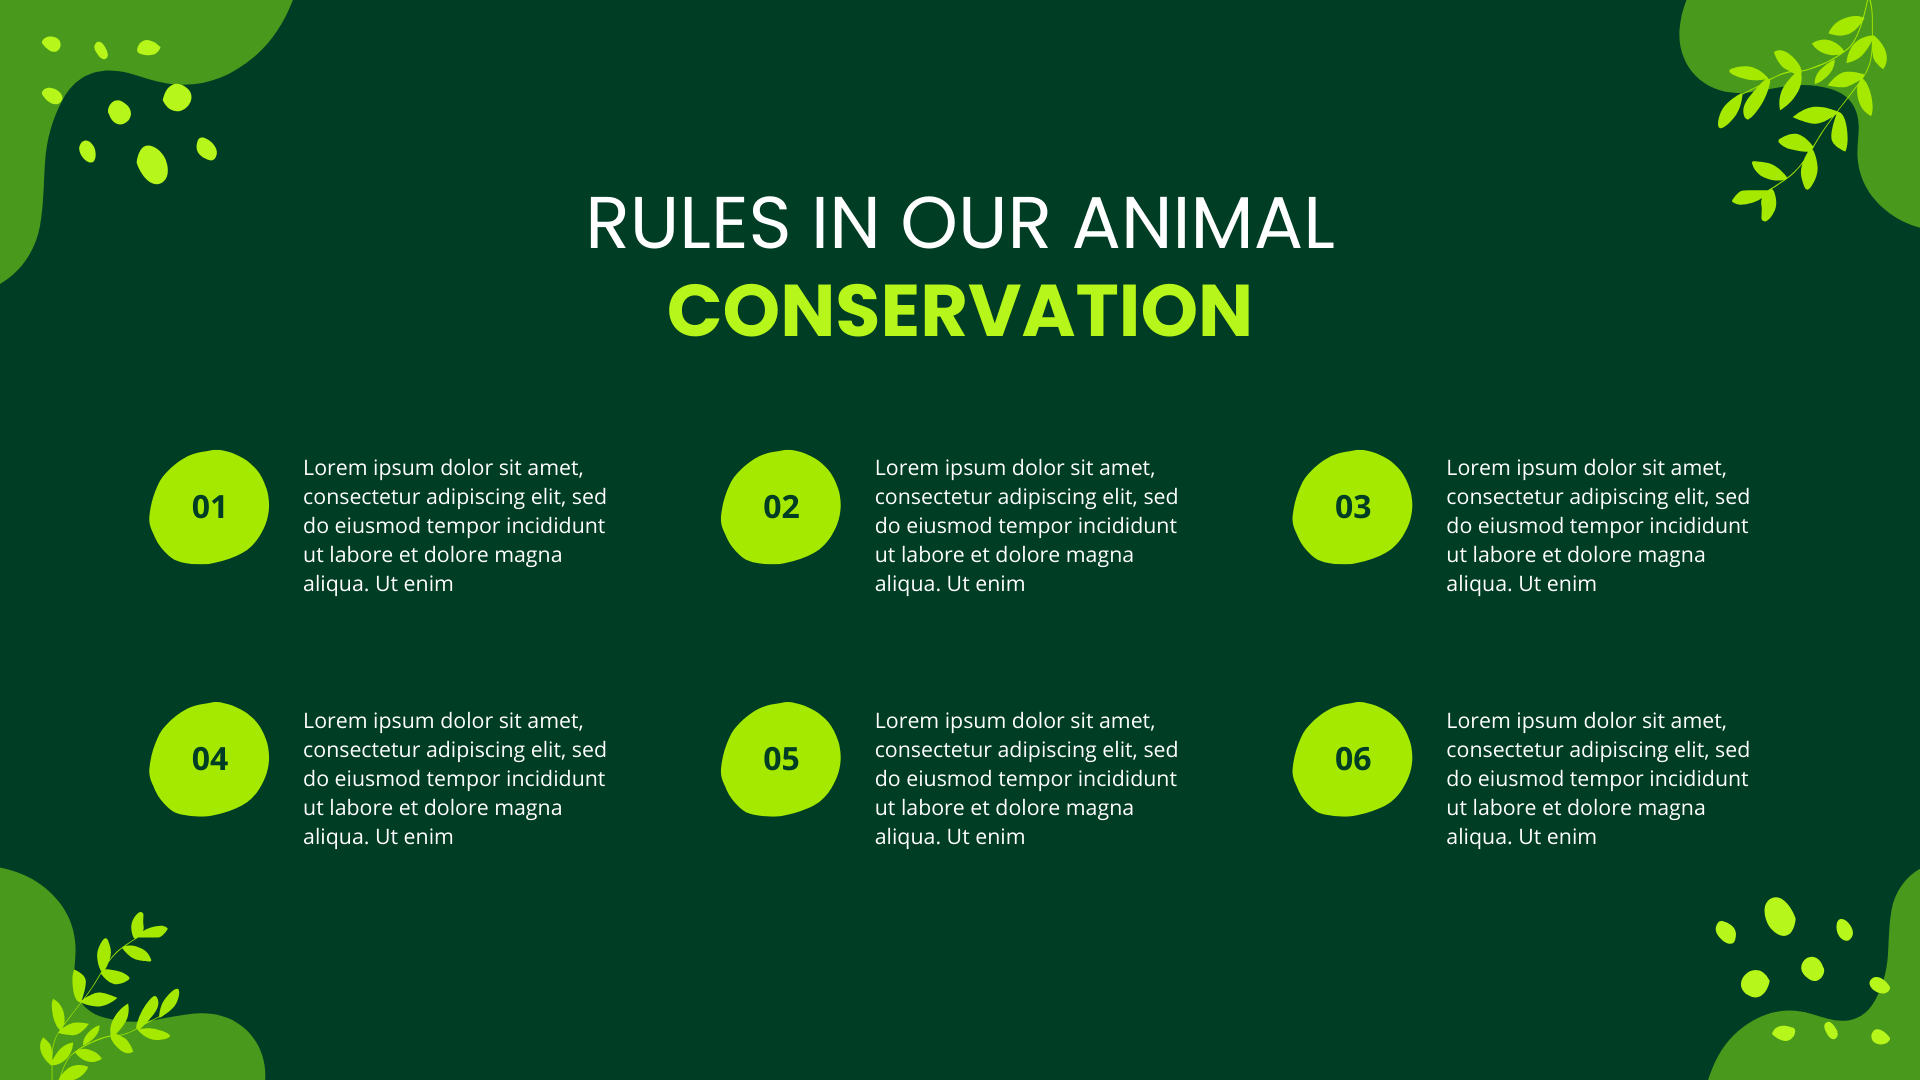 RULES IN OUR ANIMAL
CONSERVATION
01
Lorem ipsum dolor sit amet,
consectetur adipiscing elit, sed
do eiusmod tempor incididunt
ut labore et dolore magna
aliqua. Ut enim
02
Lorem ipsum dolor sit amet,
consectetur adipiscing elit, sed
do eiusmod tempor incididunt
ut labore et dolore magna
aliqua. Ut enim
03
Lorem ipsum dolor sit amet,
consectetur adipiscing elit, sed
do eiusmod tempor incididunt
ut labore et dolore magna
aliqua. Ut enim
04
Lorem ipsum dolor sit amet,
consectetur adipiscing elit, sed
do eiusmod tempor incididunt
ut labore et dolore magna
aliqua. Ut enim
05
Lorem ipsum dolor sit amet,
consectetur adipiscing elit, sed
do eiusmod tempor incididunt
ut labore et dolore magna
aliqua. Ut enim
06
Lorem ipsum dolor sit amet,
consectetur adipiscing elit, sed
do eiusmod tempor incididunt
ut labore et dolore magna
aliqua. Ut enim